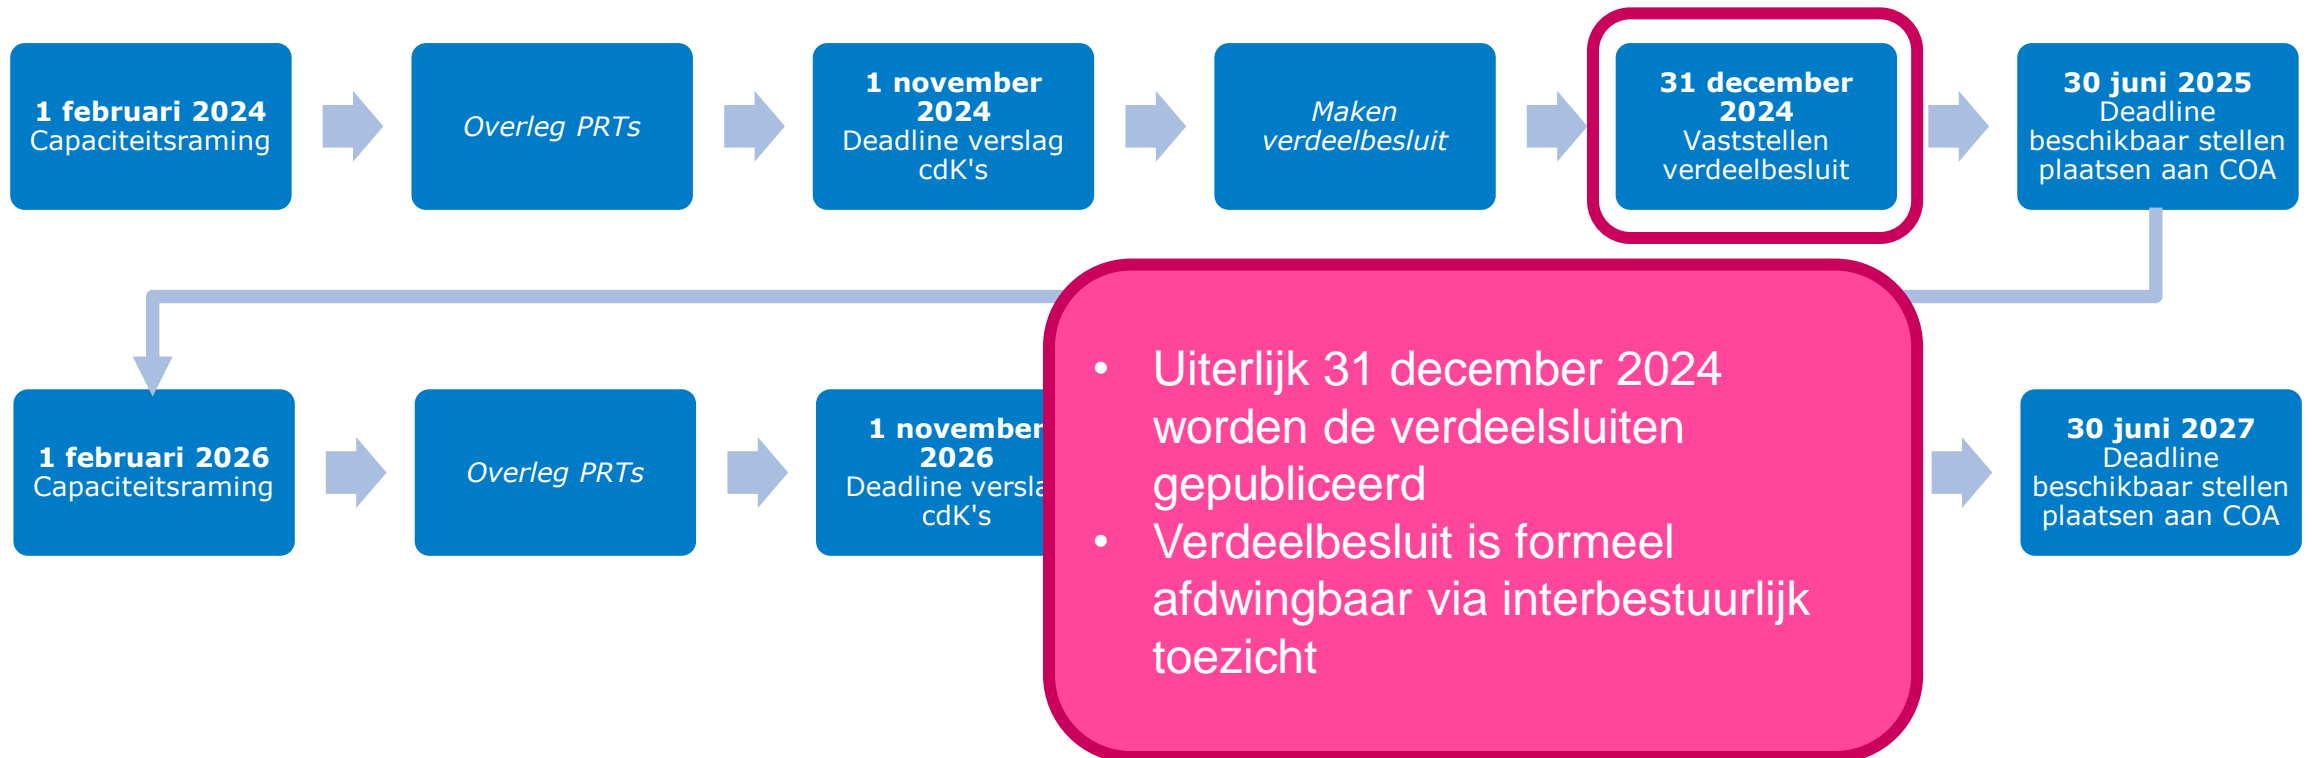 1 februari 2024
Capaciteitsraming
Overleg PRTs
1 november
2024
Deadline verslag
cdK's
Maken
verdeelbesluit
31 december
2024
Vaststellen
verdeelbesluit
30 juni 2025
Deadline
beschikbaar stellen
plaatsen aan COA
1 februari 2026
Capaciteitsraming
Overleg PRTs
1 november
2026
Deadline
cdK's
• Uiterlijk 31 december 2024
worden de verdeelsluiten
gepubliceerd
• Verdeelbesluit is formeel
afdwingbaar via interbestuurlijk
toezicht
30 juni 2027
Deadline
beschikbaar stellen
plaatsen aan COA